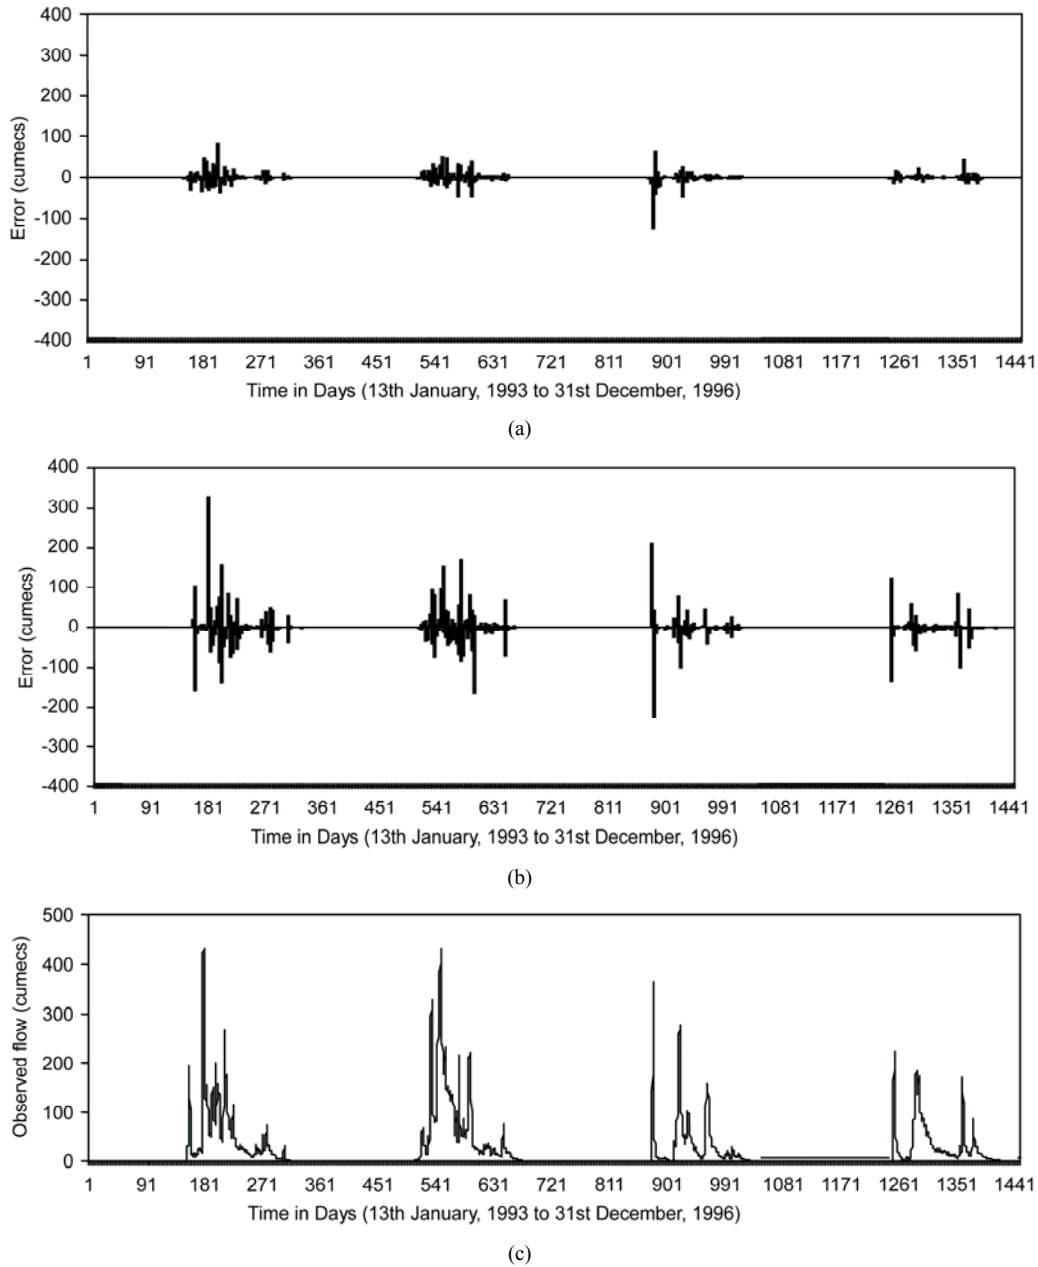 400
300
200
100
0
-100
-200
-300
-400
Error (cumecs)
1 91 181 271 361 451 541 631 721 811 901 991 1081 1171 1261 1351 1441
Time in Days (13th January, 1993 to 31st December, 1996)
(a)
400
300
200
100
0
-100
-200
-300
-400
Error (cumecs)
1 91 181 271 361 451 541 631 721 811 901 991 1081 1171 1261 1351 1441
Time in Days (13th January, 1993 to 31st December, 1996)
(b)
500
400
300
200
100
0
Observed flow (cumecs)
1 91 181 271 361 451 541 631 721 811 901 991 1081 1171 1261 1351 1441
Time in Days (13th January, 1993 to 31st December, 1996)
(c)